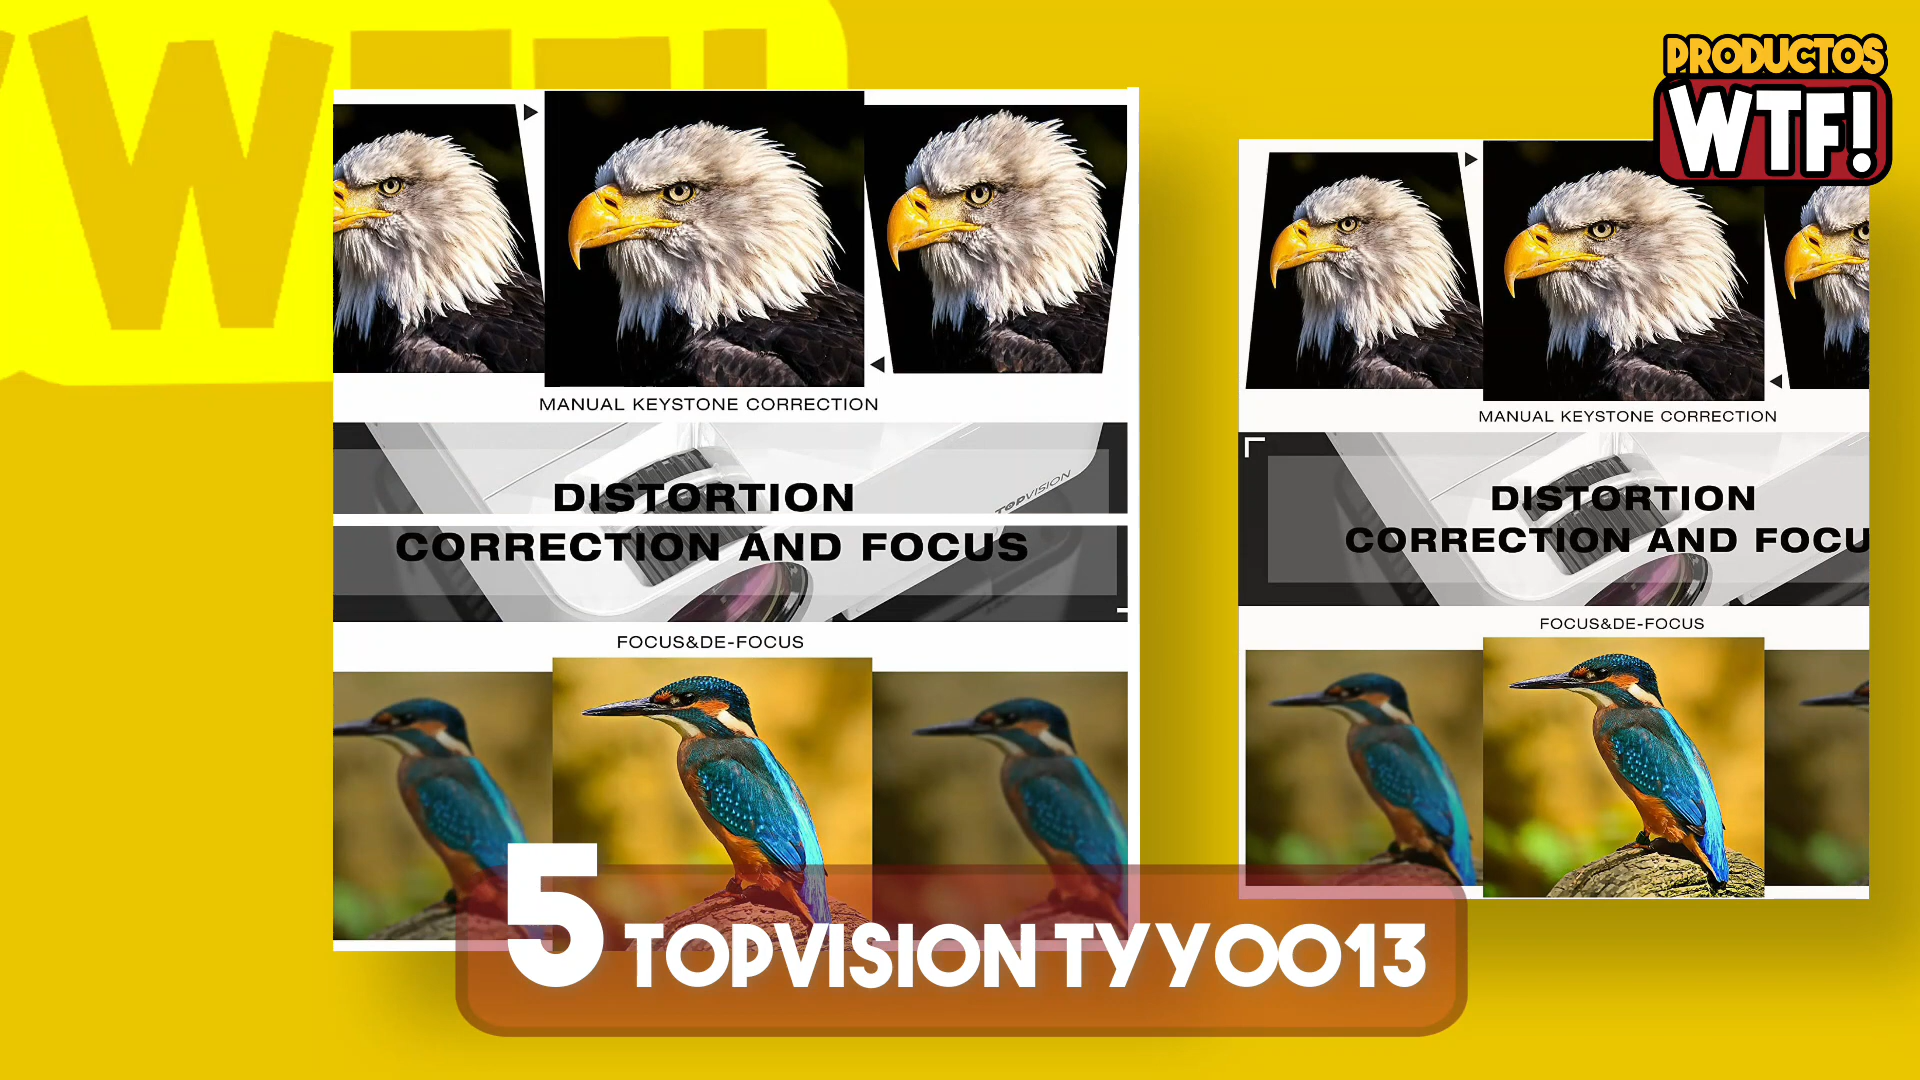 WTF!
PRODUCTOS
WTF!
MANUAL KEYSTONE CORRECTION
DISTORTION
CORRECTION AND FOCUS
TOPVISION
FOCUS&DE-FOCUS
MANUAL KEYSTONE CORRECTION
DISTORTION
CORRECTION AND FOCU
FOCUS&DE-FOCUS
5 TOPVISION TYY0013